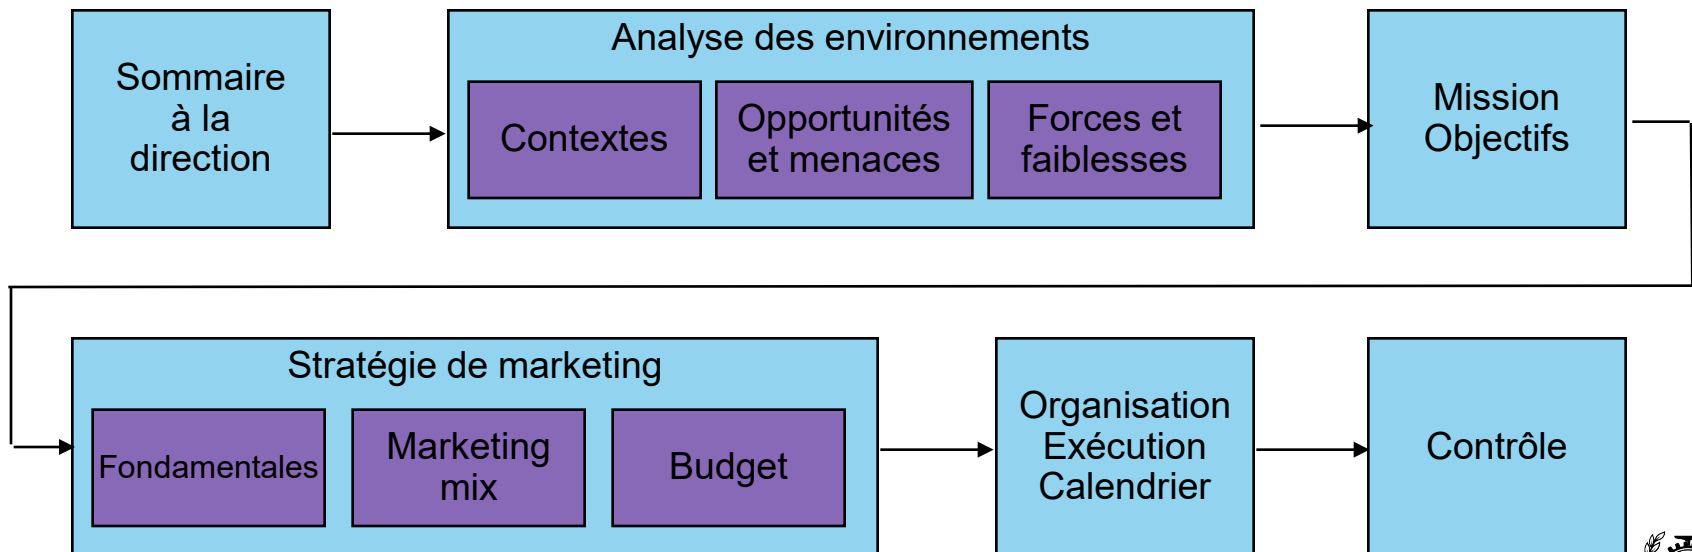 Sommaire
à la
direction
Analyse des environnements
Contextes
Opportunités
et menaces
Forces et
faiblesses
Mission
Objectifs
Stratégie de marketing
Fondamentales
Marketing
mix
Budget
Organisation
Exécution
Calendrier
Contrôle